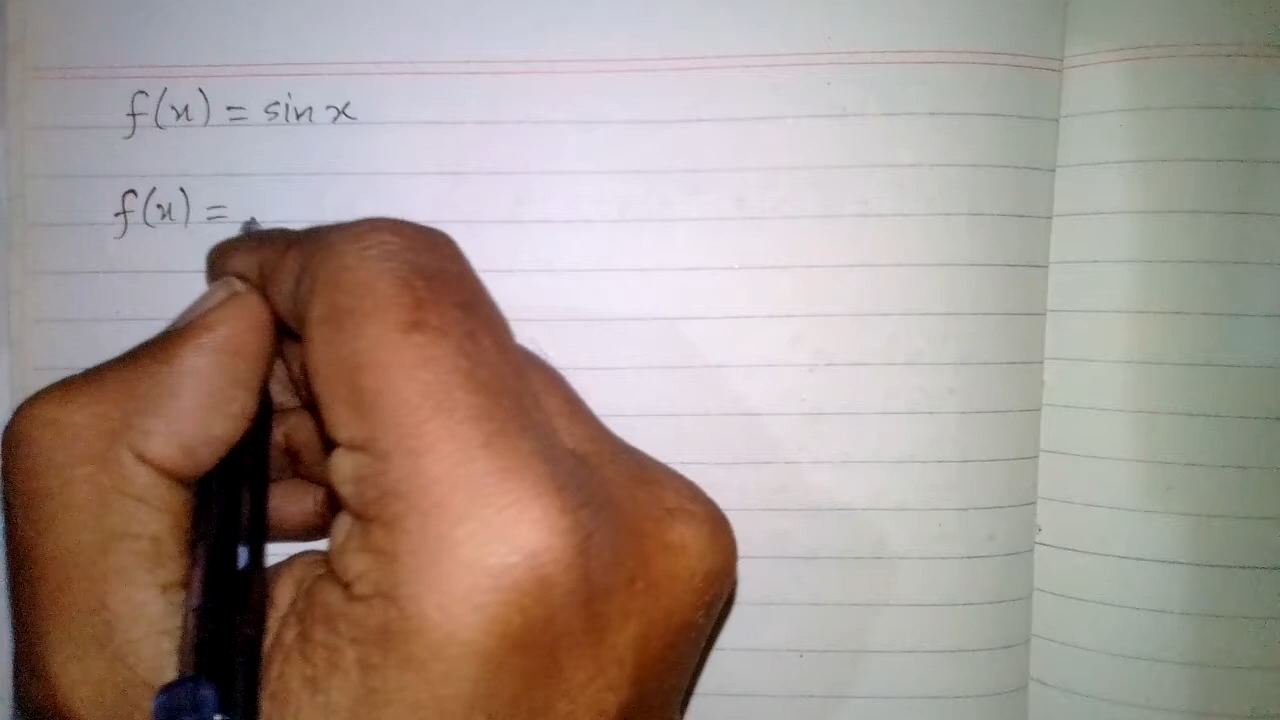 f(x) = sin x
f(x) =